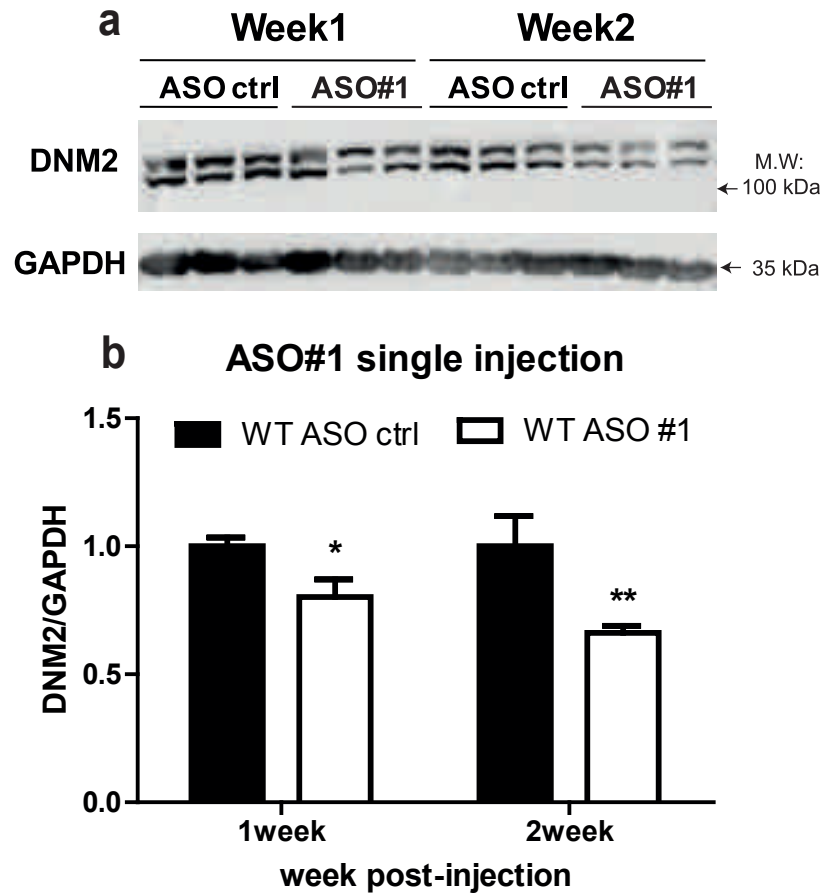 a
Week1 Week2
ASO ctrl ASO#1 ASO ctrl ASO#1
DNM2
M.W:
← 100 kDa
GAPDH
← 35 kDa
b
ASO#1 single injection
WT ASO ctrl WT ASO #1
DNM2/GAPDH
1.5
1.0
0.5
0.0
*
**
1week 2week
week post-injection